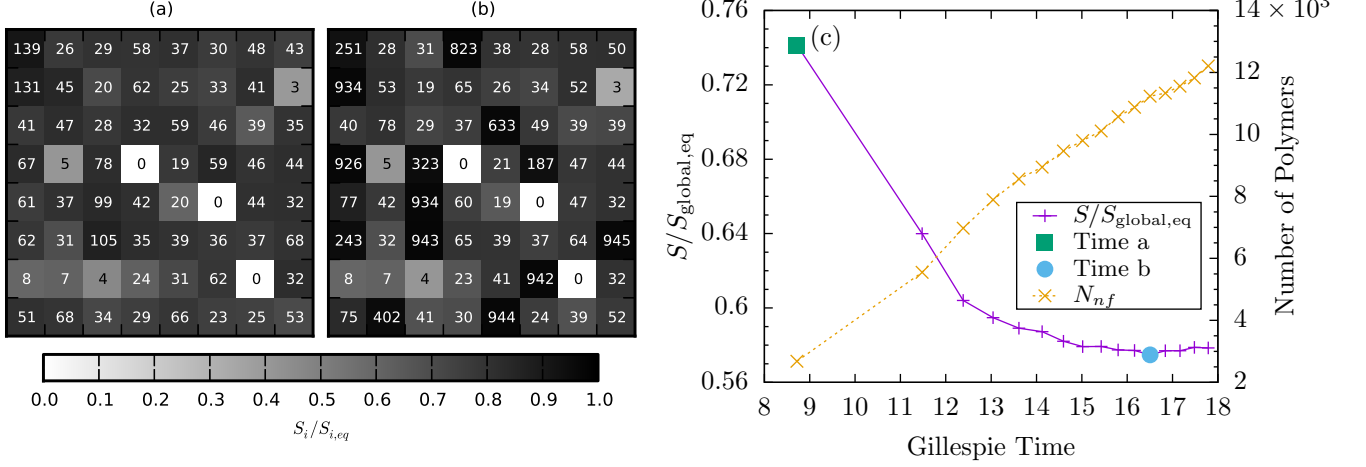 (a)
139 26 29 58 37 30 48 43
131 45 20 62 25 33 41 3
41 47 28 32 59 46 39 35
67 5 78 0 19 59 46 44
61 37 99 42 20 0 44 32
62 31 105 35 39 36 37 68
8 7 4 24 31 62 0 32
51 68 34 29 66 23 25 53
(b)
251 28 31 823 38 28 58 50
934 53 19 65 26 34 52 3
40 78 29 37 633 49 39 39
926 5 323 0 21 187 47 44
77 42 934 60 19 0 47 32
243 32 943 65 39 37 64 945
8 7 4 23 41 942 0 32
75 402 41 30 944 24 39 52
0.0 0.1 0.2 0.3 0.4 0.5 0.6 0.7 0.8 0.9 1.0
S_i/S_{i,eq}
(c)
0.76
0.72
0.68
0.64
0.6
0.56
S/S_{global,eq}
8 9 10 11 12 13 14 15 16 17 18
Gillespie Time
S/S_{global,eq}
Time a
Time b
N_{nf}
14 × 10³
12
10
8
6
4
2
Number of Polymers